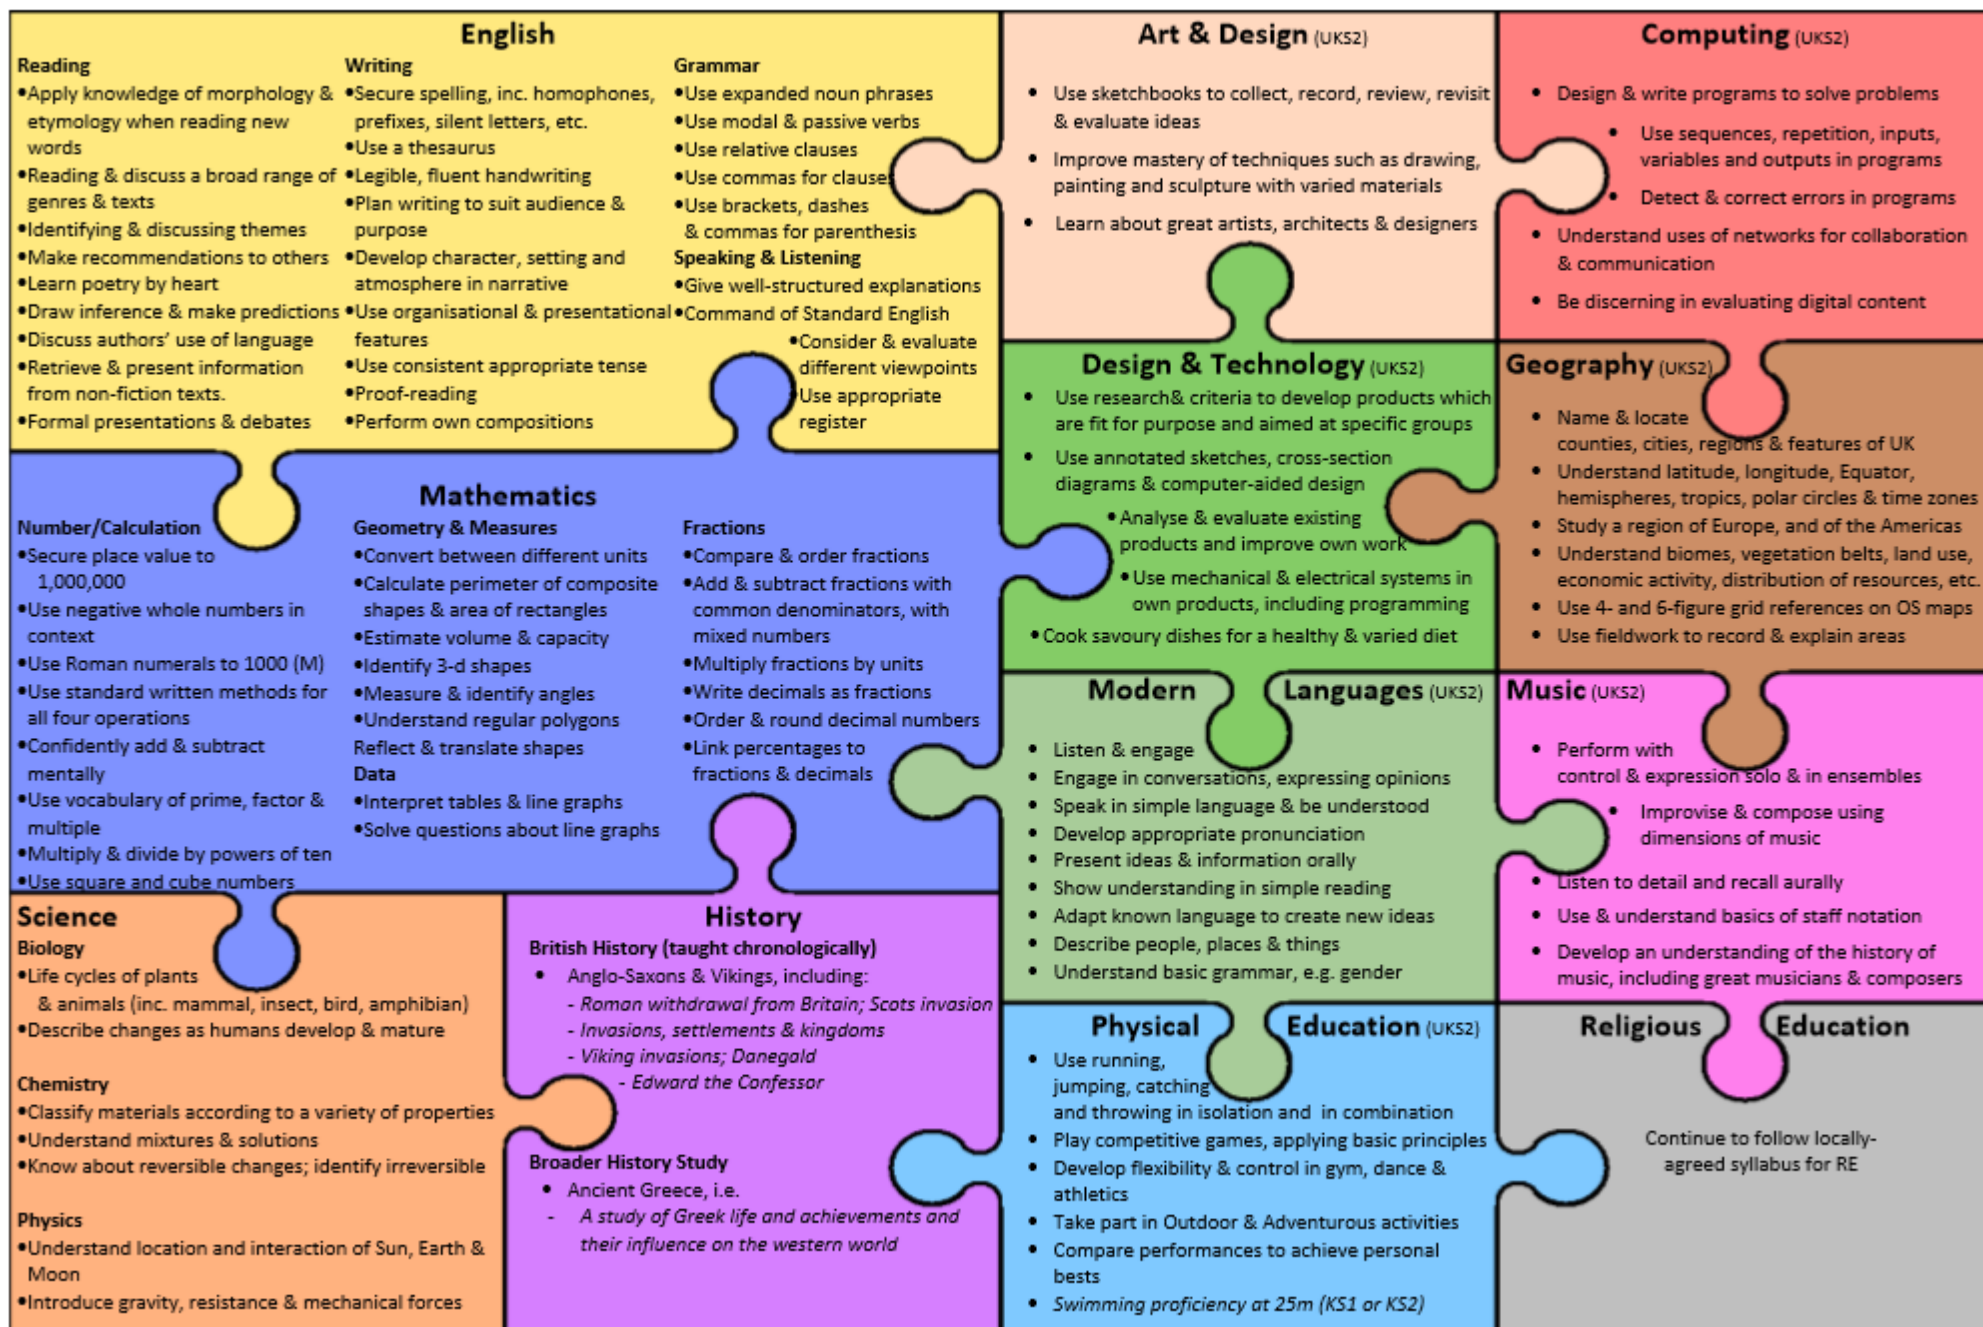 English
Reading
•Apply knowledge of morphology &
etymology when reading new
words
•Reading & discuss a broad range of
genres & texts
•Identifying & discussing themes
•Make recommendations to others
•Learn poetry by heart
•Draw inference & make predictions
•Discuss authors' use of language
•Retrieve & present information
from non-fiction texts.
•Formal presentations & debates
Writing
•Secure spelling, inc. homophones,
prefixes, silent letters, etc.
•Use a thesaurus
•Legible, fluent handwriting
•Plan writing to suit audience &
purpose
•Develop character, setting and
atmosphere in narrative
•Use organisational & presentational
features
•Use consistent appropriate tense
•Proof-reading
•Perform own compositions
Grammar
•Use expanded noun phrases
•Use modal & passive verbs
•Use relative clauses
•Use commas for clauses
•Use brackets, dashes
& commas for parenthesis
Speaking & Listening
•Give well-structured explanations
•Command of Standard English
•Consider & evaluate
different viewpoints
•Use appropriate
register
Art & Design (UKS2)
• Use sketchbooks to collect, record, review, revisit
& evaluate ideas
• Improve mastery of techniques such as drawing,
painting and sculpture with varied materials
• Learn about great artists, architects & designers
Computing (UKS2)
• Design & write programs to solve problems
• Use sequences, repetition, inputs,
variables and outputs in programs
• Detect & correct errors in programs
• Understand uses of networks for collaboration
& communication
• Be discerning in evaluating digital content
Mathematics
Number/Calculation
•Secure place value to
1,000,000
•Use negative whole numbers in
context
•Use Roman numerals to 1000 (M)
•Use standard written methods for
all four operations
•Confidently add & subtract
mentally
•Use vocabulary of prime, factor &
multiple
•Multiply & divide by powers of ten
•Use square and cube numbers
Geometry & Measures
•Convert between different units
•Calculate perimeter of composite
shapes & area of rectangles
•Estimate volume & capacity
•Identify 3-d shapes
•Measure & identify angles
•Understand regular polygons
Reflect & translate shapes
Data
•Interpret tables & line graphs
•Solve questions about line graphs
Fractions
•Compare & order fractions
•Add & subtract fractions with
common denominators, with
mixed numbers
•Multiply fractions by units
•Write decimals as fractions
•Order & round decimal numbers
•Link percentages to
fractions & decimals
Design & Technology (UKS2)
• Use research& criteria to develop products which
are fit for purpose and aimed at specific groups
• Use annotated sketches, cross-section
diagrams & computer-aided design
•Analyse & evaluate existing
products and improve own work
•Use mechanical & electrical systems in
own products, including programming
•Cook savoury dishes for a healthy & varied diet
Geography (UKS2)
• Name & locate
counties, cities, regions & features of UK
• Understand latitude, longitude, Equator,
hemispheres, tropics, polar circles & time zones
• Study a region of Europe, and of the Americas
• Understand biomes, vegetation belts, land use,
economic activity, distribution of resources, etc.
• Use 4- and 6-figure grid references on OS maps
• Use fieldwork to record & explain areas
Modern Languages (UKS2)
• Listen & engage
• Engage in conversations, expressing opinions
• Speak in simple language & be understood
• Develop appropriate pronunciation
• Present ideas & information orally
• Show understanding in simple reading
• Adapt known language to create new ideas
• Describe people, places & things
• Understand basic grammar, e.g. gender
Music (UKS2)
• Perform with
control & expression solo & in ensembles
• Improvise & compose using
dimensions of music
• Listen to detail and recall aurally
• Use & understand basics of staff notation
• Develop an understanding of the history of
music, including great musicians & composers
Science
Biology
•Life cycles of plants
& animals (inc. mammal, insect, bird, amphibian)
•Describe changes as humans develop & mature
Chemistry
•Classify materials according to a variety of properties
•Understand mixtures & solutions
•Know about reversible changes; identify irreversible
Physics
•Understand location and interaction of Sun, Earth &
Moon
•Introduce gravity, resistance & mechanical forces
History
British History (taught chronologically)
• Anglo-Saxons & Vikings, including:
- Roman withdrawal from Britain; Scots invasion
- Invasions, settlements & kingdoms
- Viking invasions; Danegald
- Edward the Confessor
Broader History Study
• Ancient Greece, i.e.
- A study of Greek life and achievements and
their influence on the western world
Physical Education (UKS2)
• Use running,
jumping, catching
and throwing in isolation and in combination
• Play competitive games, applying basic principles
• Develop flexibility & control in gym, dance &
athletics
• Take part in Outdoor & Adventurous activities
• Compare performances to achieve personal
bests
• Swimming proficiency at 25m (KS1 or KS2)
Religious Education
Continue to follow locally-
agreed syllabus for RE